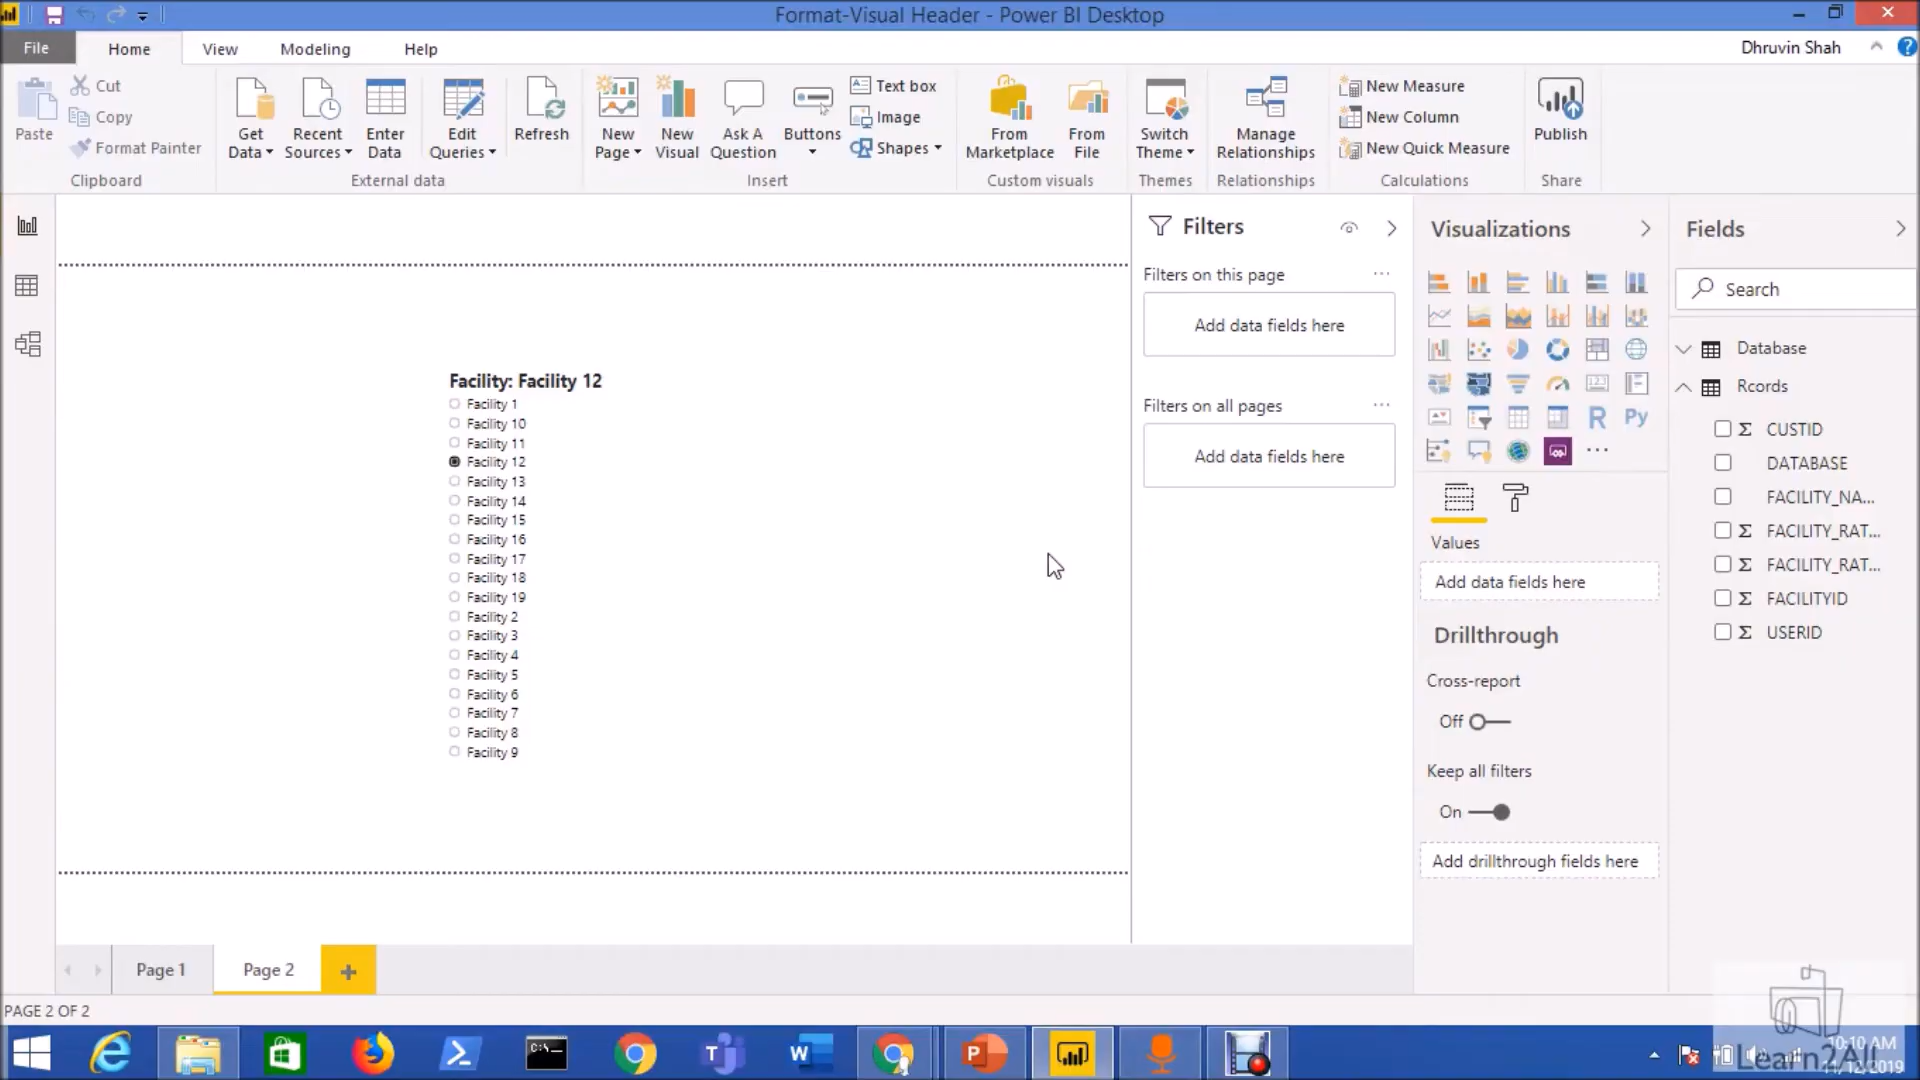 Format-Visual Header - Power BI Desktop
File
Home
View
Modeling
Help
Dhruvin Shah
Paste
Cut
Copy
Format Painter
Clipboard
Get Data
Recent Sources
Enter Data
Edit Queries
Refresh
External data
New Page
New Visual
Ask A Question
Buttons
Text box
Image
Shapes
Insert
From Marketplace
From File
Custom visuals
Switch Theme
Themes
Manage Relationships
Relationships
New Measure
New Column
New Quick Measure
Calculations
Publish
Share
Facility: Facility 12
Facility 1
Facility 10
Facility 11
Facility 12
Facility 13
Facility 14
Facility 15
Facility 16
Facility 17
Facility 18
Facility 19
Facility 2
Facility 3
Facility 4
Facility 5
Facility 6
Facility 7
Facility 8
Facility 9
Filters
Filters on this page
Add data fields here
Filters on all pages
Add data fields here
Visualizations
R
Py
Values
Add data fields here
Drillthrough
Cross-report
Off
Keep all filters
On
Add drillthrough fields here
Fields
Search
Database
Rcords
CUSTID
DATABASE
FACILITY_NA...
FACILITY_RAT...
FACILITY_RAT...
FACILITYID
USERID
Page 1
Page 2
PAGE 2 OF 2
10:10 AM
11/12/2019
Learn2All